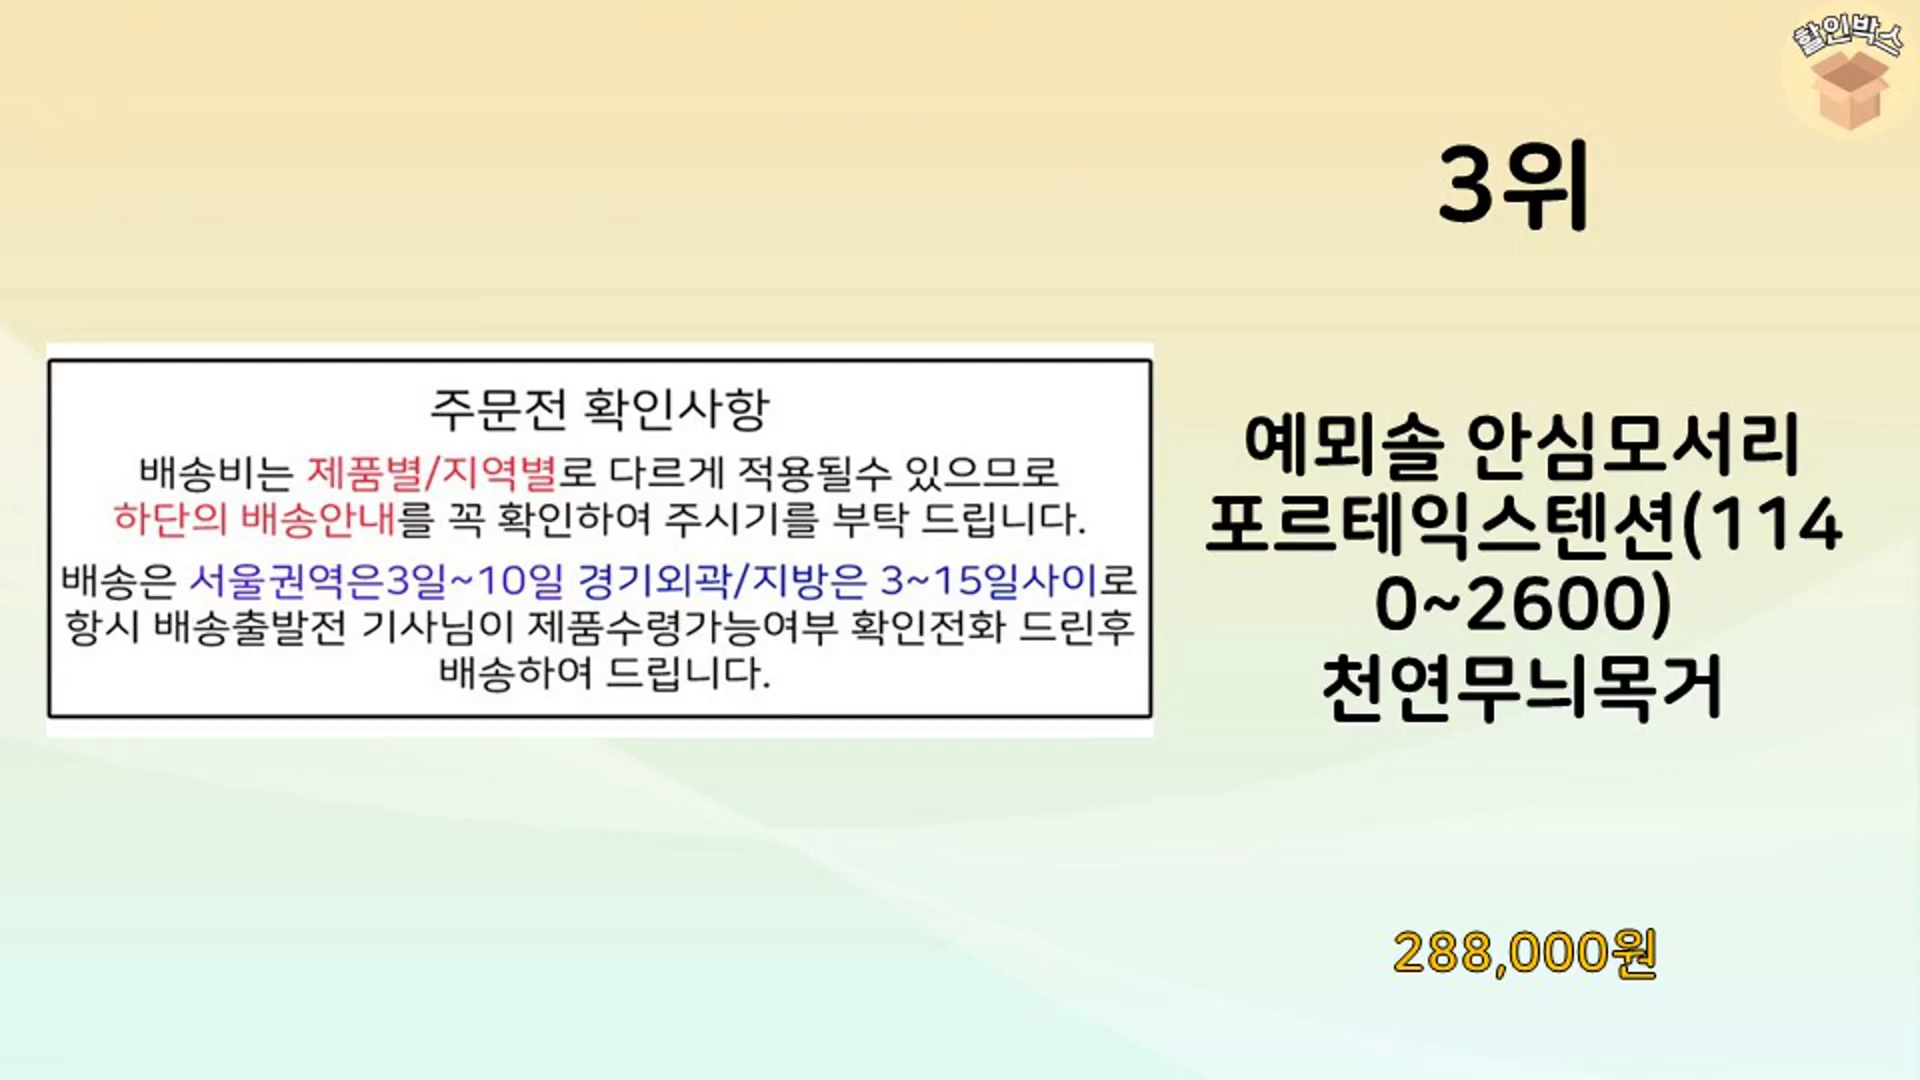 할인박스
3위
주문전 확인사항
배송비는 제품별/지역별로 다르게 적용될수 있으므로
하단의 배송안내를 꼭 확인하여 주시기를 부탁 드립니다.
배송은 서울권역은3일~10일 경기외곽/지방은 3~15일사이로
항시 배송출발전 기사님이 제품수령가능여부 확인전화 드린후
배송하여 드립니다.
예뫼솔 안심모서리
포르테익스텐션(114
0~2600)
천연무늬목거
288,000원